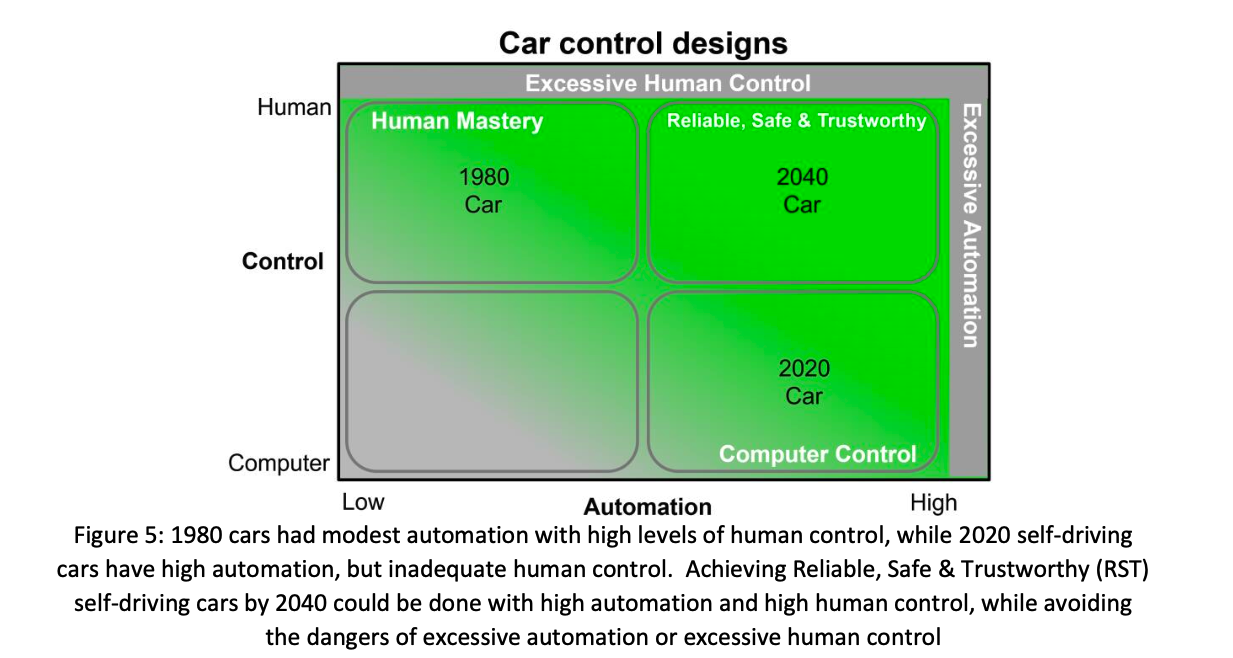 Car control designs
Excessive Human Control
Human
Human Mastery
Reliable, Safe & Trustworthy
Excessive Automation
1980
Car
2040
Car
Control
2020
Car
Computer Control
Computer
Low
Automation
High
Figure 5: 1980 cars had modest automation with high levels of human control, while 2020 self-driving
cars have high automation, but inadequate human control.  Achieving Reliable, Safe & Trustworthy (RST)
self-driving cars by 2040 could be done with high automation and high human control, while avoiding
the dangers of excessive automation or excessive human control